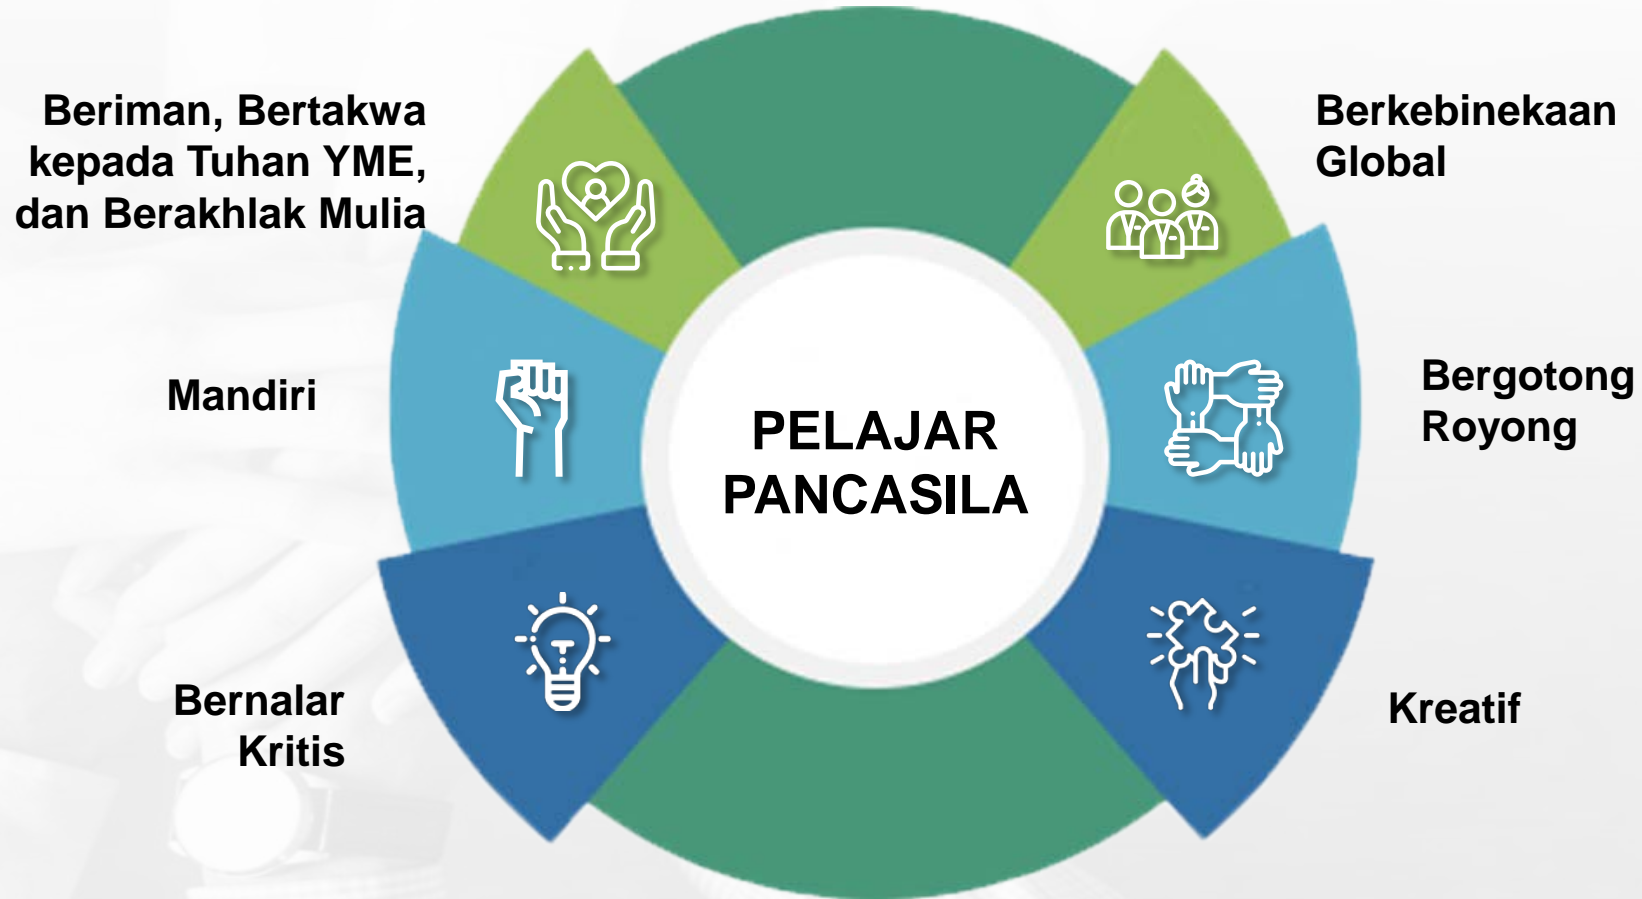 Beriman, Bertakwa
kepada Tuhan YME,
dan Berakhlak Mulia
Mandiri
Bernalar
Kritis
PELAJAR
PANCASILA
Berkebinekaan
Global
Bergotong
Royong
Kreatif